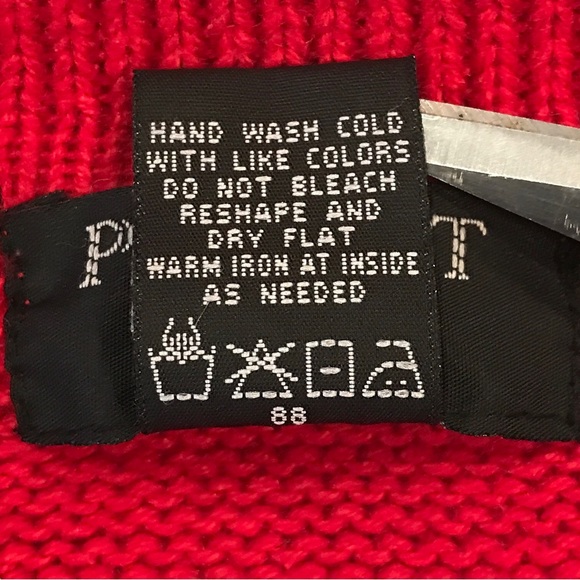 HAND WASH COLD
WITH LIKE COLORS
DO NOT BLEACH
RESHAPE AND
DRY FLAT
WARM IRON AT INSIDE
AS NEEDED
88